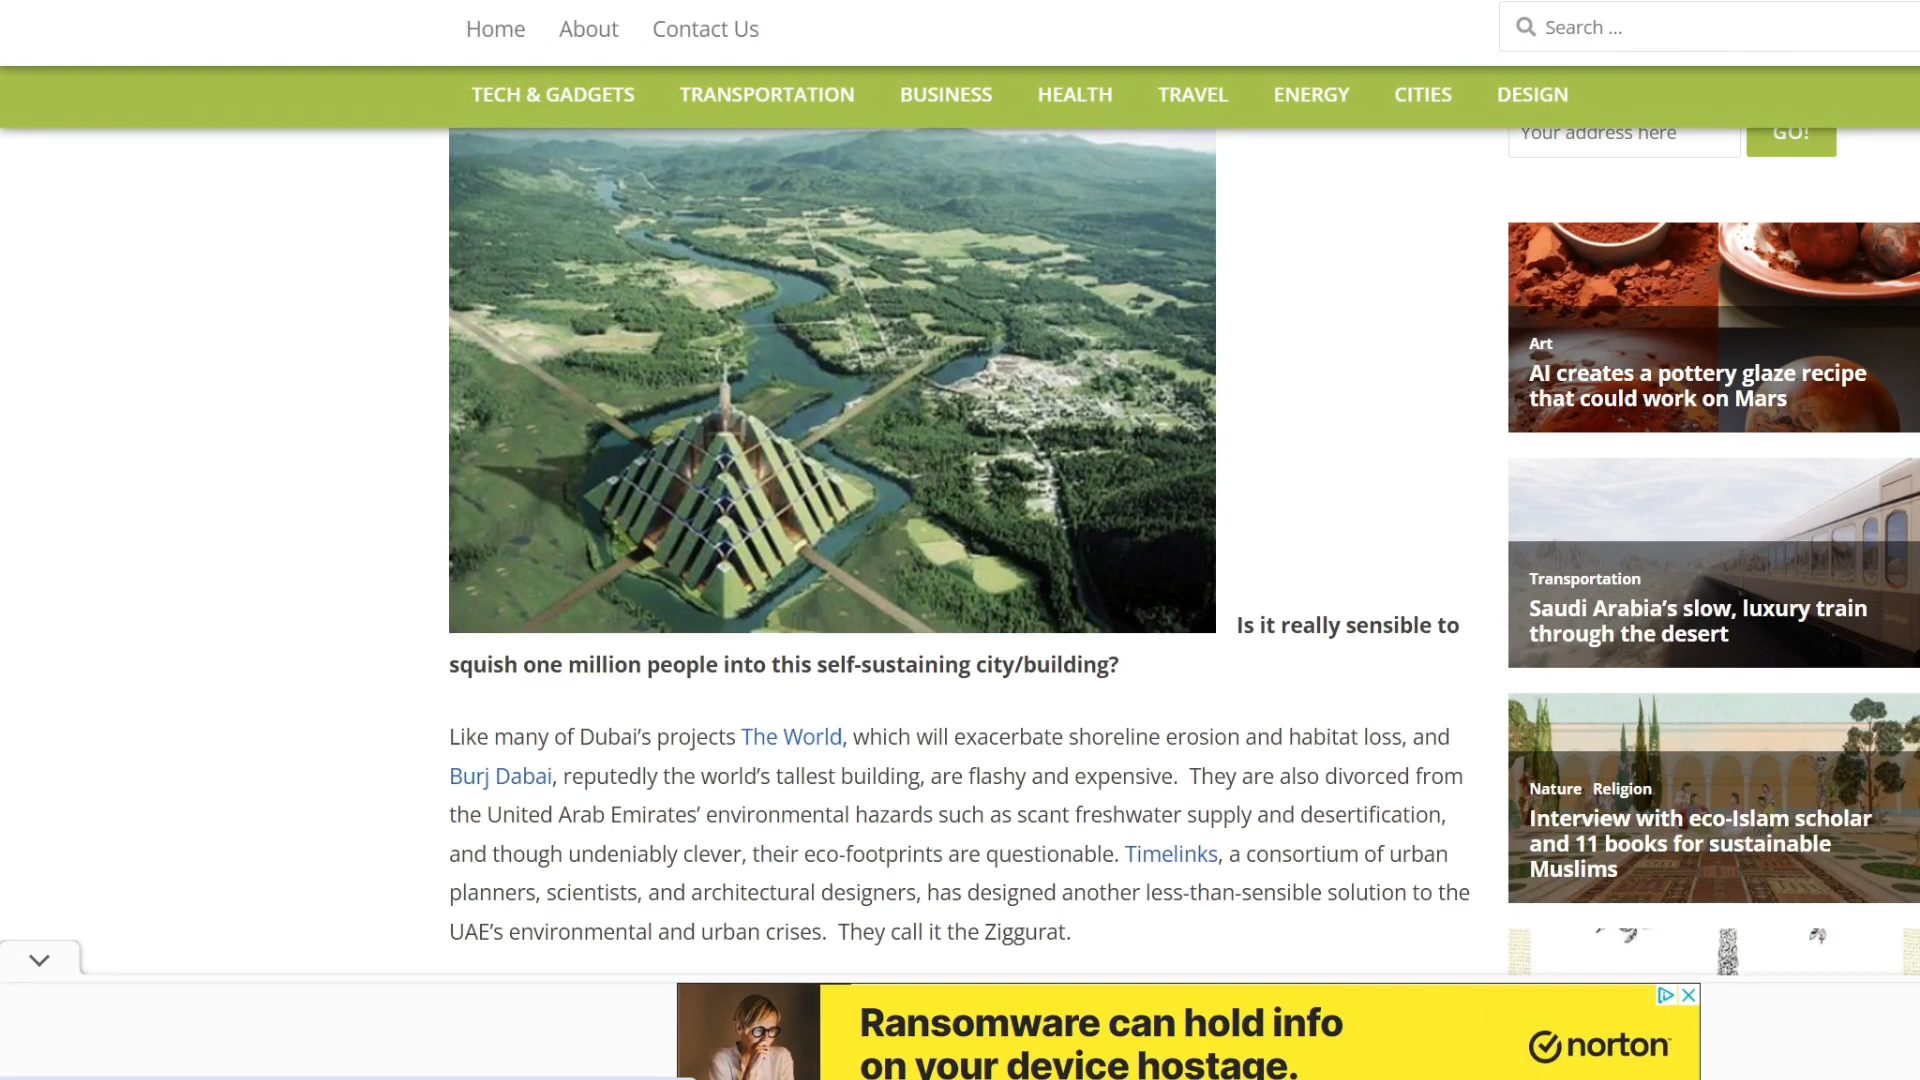 Home About Contact Us
Search ...
TECH & GADGETS TRANSPORTATION BUSINESS HEALTH TRAVEL ENERGY CITIES DESIGN
Your address here GO!
Is it really sensible to
squish one million people into this self-sustaining city/building?
Like many of Dubai’s projects The World, which will exacerbate shoreline erosion and habitat loss, and
Burj Dabai, reputedly the world’s tallest building, are flashy and expensive. They are also divorced from
the United Arab Emirates’ environmental hazards such as scant freshwater supply and desertification,
and though undeniably clever, their eco-footprints are questionable. Timelinks, a consortium of urban
planners, scientists, and architectural designers, has designed another less-than-sensible solution to the
UAE’s environmental and urban crises. They call it the Ziggurat.
Art
AI creates a pottery glaze recipe
that could work on Mars
Transportation
Saudi Arabia’s slow, luxury train
through the desert
Nature Religion
Interview with eco-Islam scholar
and 11 books for sustainable
Muslims
Ransomware can hold info
on your device hostage.
norton